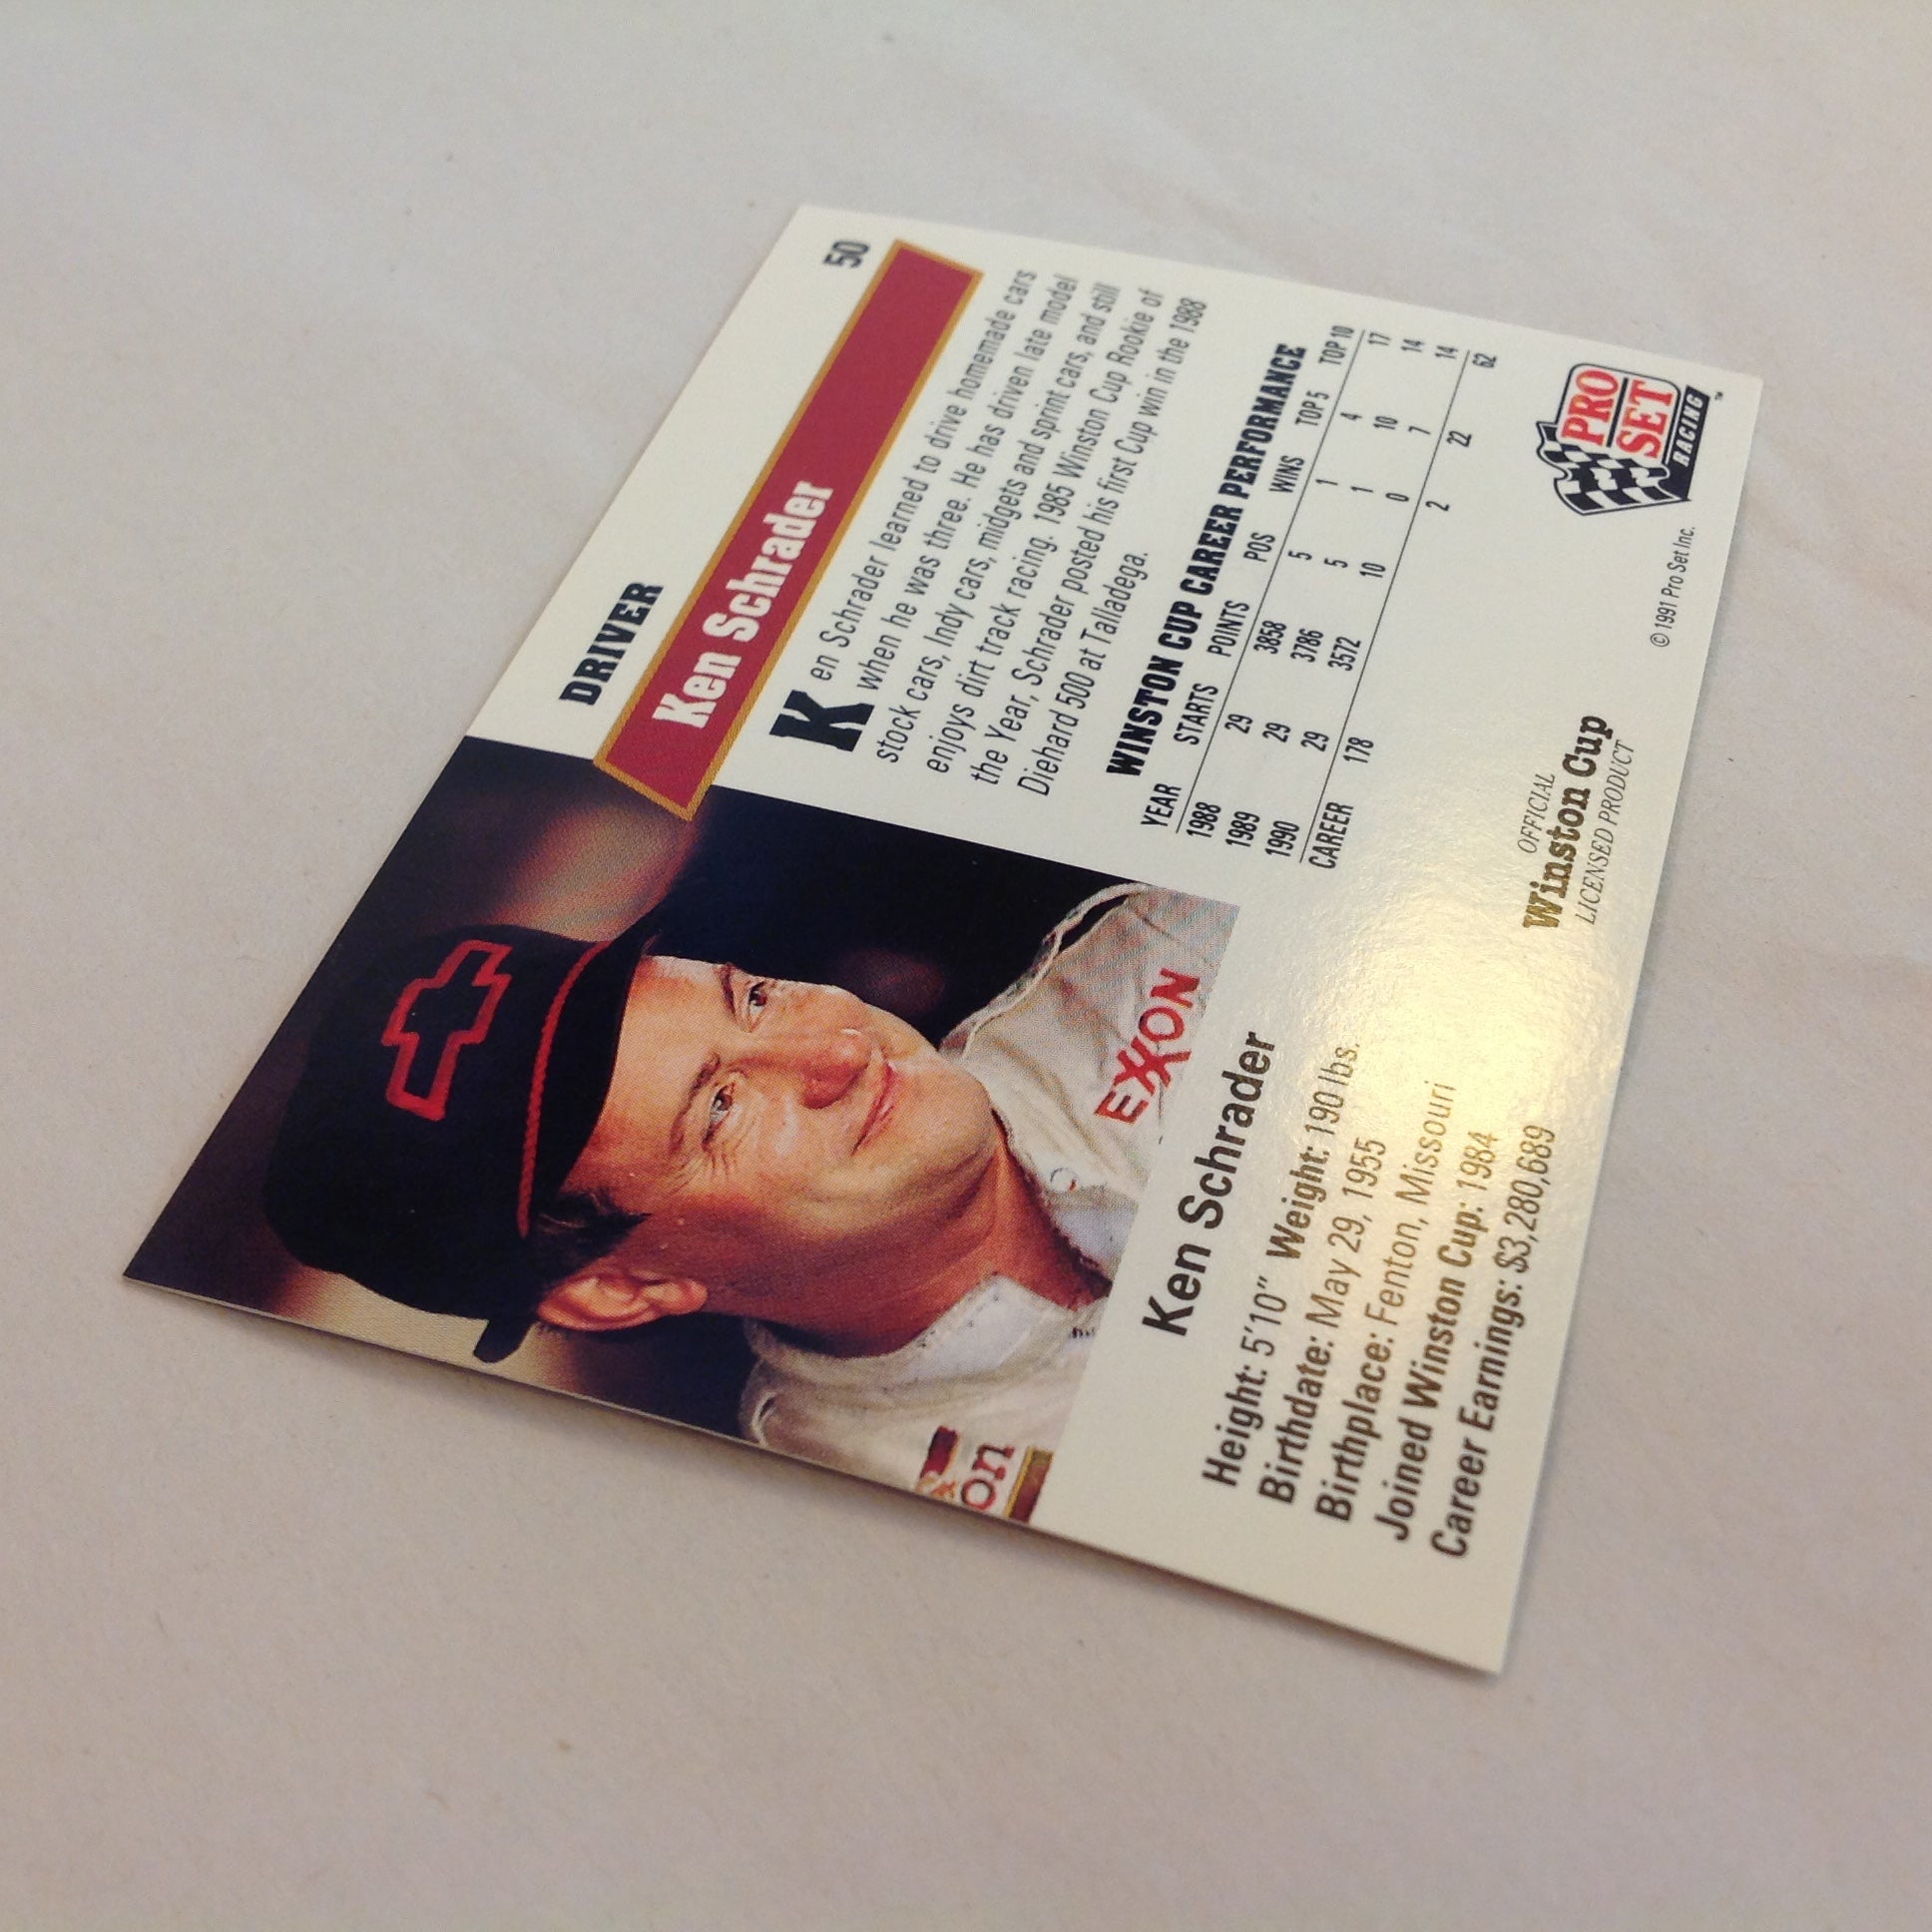 DRIVER
50
Ken Schrader
Ken Schrader learned to drive homemade cars
when he was three. He has driven late model
stock cars, Indy cars, midgets and sprint cars, and still
enjoys dirt track racing. 1985 Winston Cup Rookie of
the Year, Schrader posted his first Cup win in the 1988
Diehard 500 at Talladega.
WINSTON CUP CAREER PERFORMANCE
YEAR STARTS POINTS POS WINS TOP 5 TOP 10
1988 29 3858 5 1 4 17
1989 29 3786 5 1 10 14
1990 29 3572 10 0 7 14
CAREER 178 2 22 62
EXXON
on
Ken Schrader
Height: 5'10" Weight: 190 lbs.
Birthdate: May 29, 1955
Birthplace: Fenton, Missouri
Joined Winston Cup: 1984
Career Earnings: $3,280,689
OFFICIAL
Winston Cup
LICENSED PRODUCT
© 1991 Pro Set Inc.
PRO
SET
RACING
™